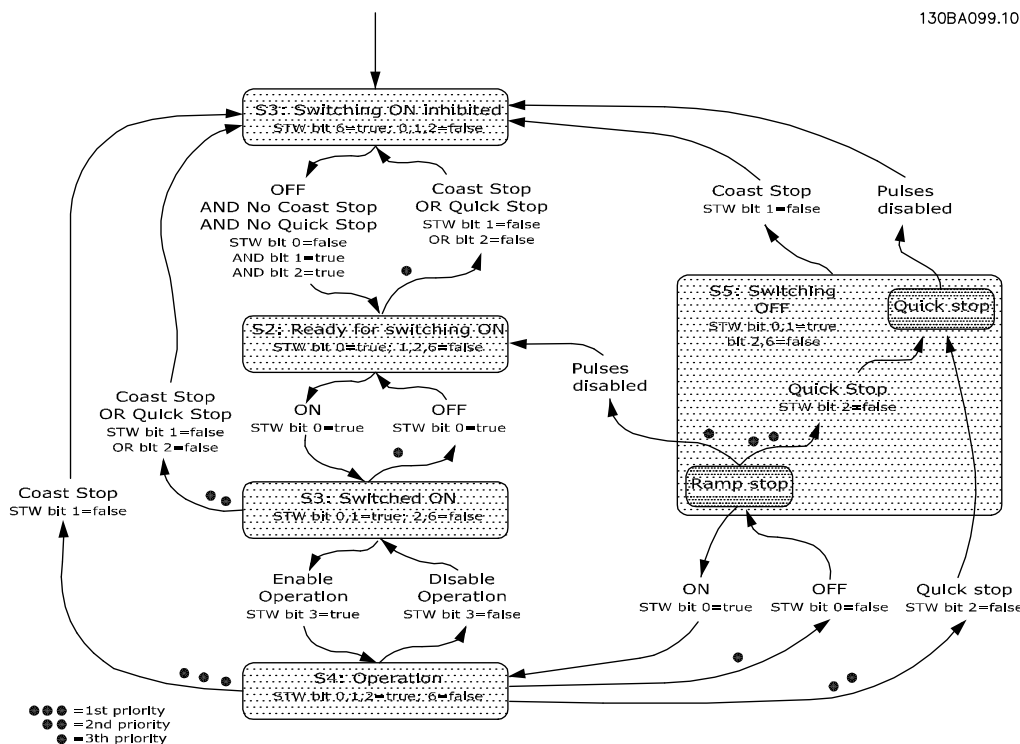 130BA099.10
S3: Switching ON inhibited
STW bit 6=true; 0,1,2=false
OFF
AND No Coast Stop
AND No Quick Stop
STW bit 0=false
AND bit 1=true
AND bit 2=true
Coast Stop
OR Quick Stop
STW bit 1=false
OR bit 2=false
Coast Stop
STW bit 1=false
Pulses
disabled
S5: Switching
OFF
STW bit 0,1=true
bit 2,6=false
Quick stop
S2: Ready for switching ON
STW bit 0=true; 1,2,6=false
Pulses
disabled
Quick Stop
STW bit 2=false
Coast Stop
OR Quick Stop
STW bit 1=false
OR bit 2=false
ON
STW bit 0=true
OFF
STW bit 0=true
Ramp stop
S3: Switched ON
STW bit 0,1=true; 2,6=false
Coast Stop
STW bit 1=false
Enable
Operation
STW bit 3=true
Disable
Operation
STW bit 3=false
ON
STW bit 0=true
OFF
STW bit 0=false
Quick stop
STW bit 2=false
S4: Operation
STW bit 0,1,2=true; 6=false
=1st priority
=2nd priority
=3th priority